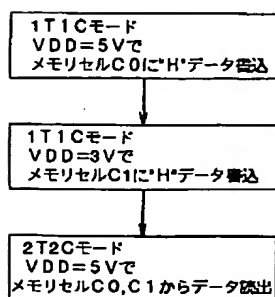 1T1Cモード
VDD=5Vで
メモリセルC0に"H"データ書込
1T1Cモード
VDD=3Vで
メモリセルC1に"H"データ書込
2T2Cモード
VDD=5Vで
メモリセルC0,C1からデータ読出